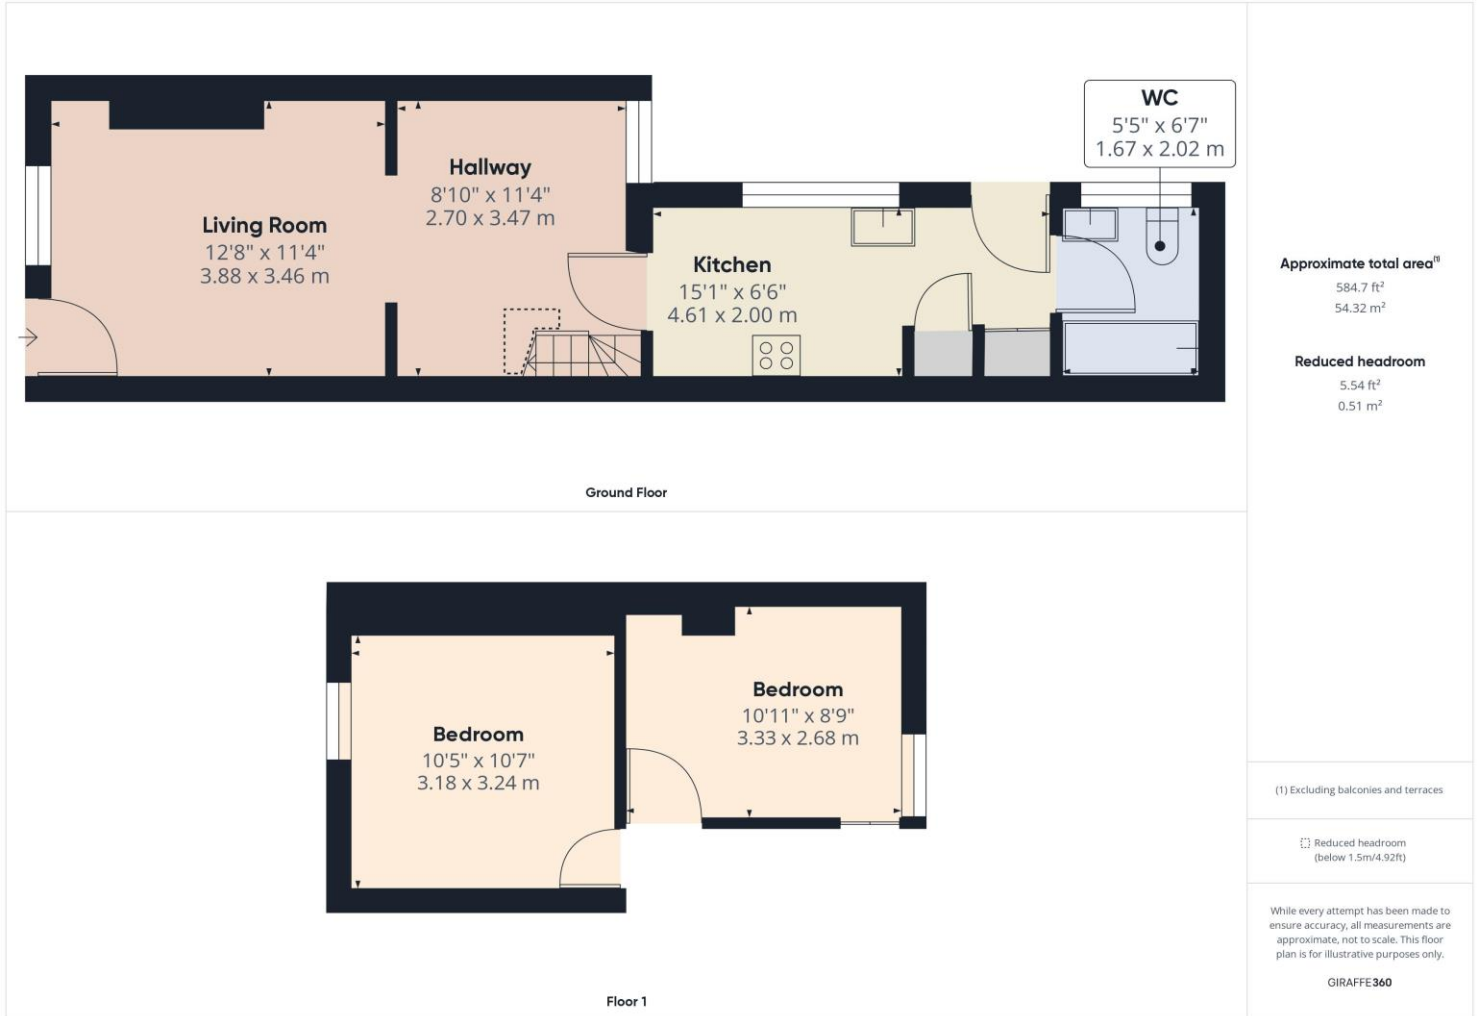 WC
5'5" x 6'7"
1.67 x 2.02 m
Hallway
8'10" x 11'4"
2.70 x 3.47 m
Living Room
12'8" x 11'4"
3.88 x 3.46 m
Kitchen
15'1" x 6'6"
4.61 x 2.00 m
Ground Floor
Bedroom
10'5" x 10'7"
3.18 x 3.24 m
Bedroom
10'11" x 8'9"
3.33 x 2.68 m
Floor 1
Approximate total area⁽¹⁾
584.7 ft²
54.32 m²
Reduced headroom
5.54 ft²
0.51 m²
(1) Excluding balconies and terraces
Reduced headroom
(below 1.5m/4.92ft)
While every attempt has been made to
ensure accuracy, all measurements are
approximate, not to scale. This floor
plan is for illustrative purposes only.
GIRAFFE360